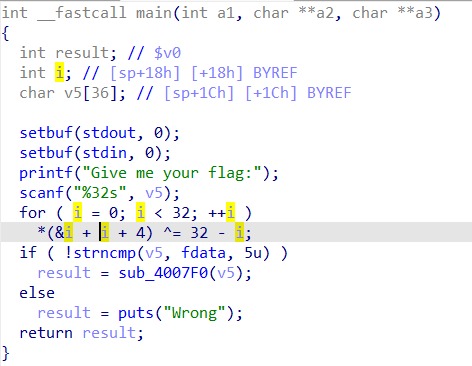 int __fastcall main(int a1, char **a2, char **a3)
{
  int result; // $v0
  int i; // [sp+18h] [+18h] BYREF
  char v5[36]; // [sp+1Ch] [+1Ch] BYREF

  setbuf(stdout, 0);
  setbuf(stdin, 0);
  printf("Give me your flag:");
  scanf("%32s", v5);
  for ( i = 0; i < 32; ++i )
    *(&i + i + 4) ^= 32 - i;
  if ( !strncmp(v5, fdata, 5u) )
    result = sub_4007F0(v5);
  else
    result = puts("Wrong");
  return result;
}